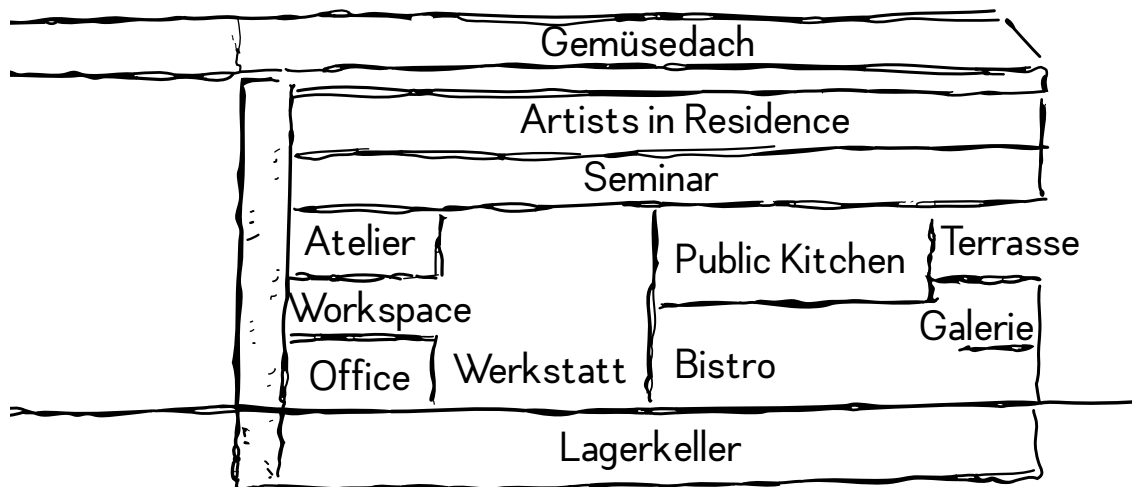 Gemüsedach
Artists in Residence
Seminar
Atelier
Public Kitchen
Terrasse
Workspace
Galerie
Office
Werkstatt
Bistro
Lagerkeller